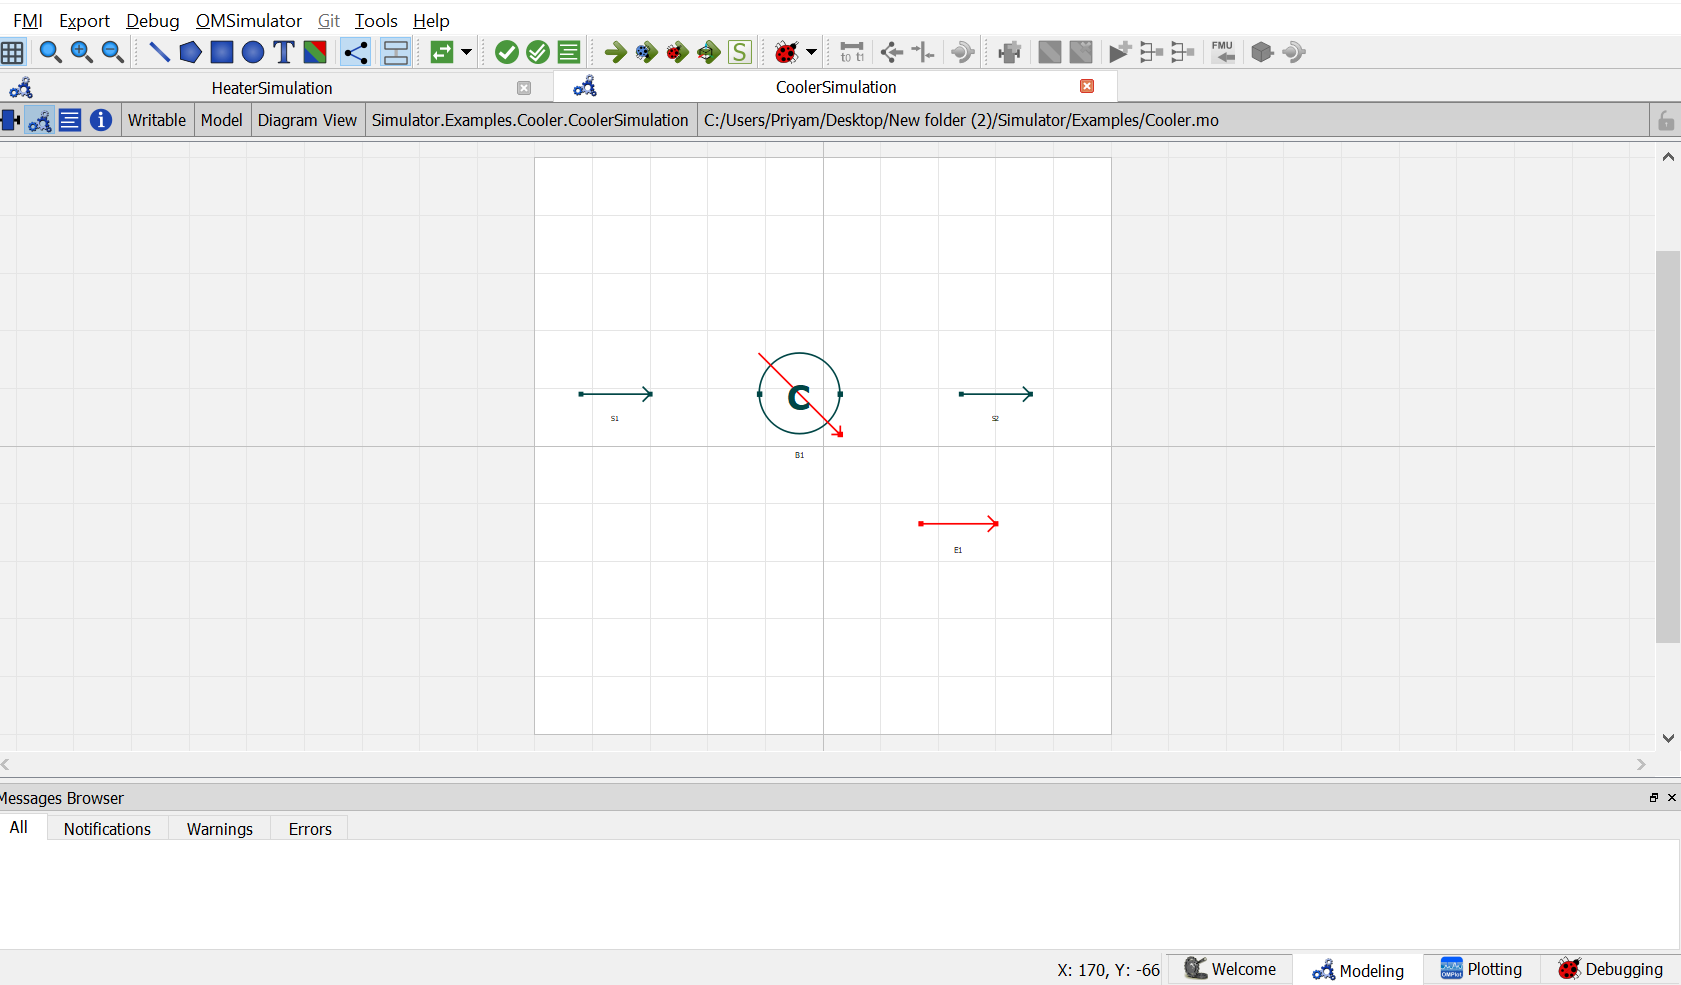 FMI Export Debug OMSimulator Git Tools Help
T to t1 S FMU
HeaterSimulation CoolerSimulation
i Writable Model Diagram View Simulator.Examples.Cooler.CoolerSimulation C:/Users/Priyam/Desktop/New folder (2)/Simulator/Examples/Cooler.mo
C
S1 S2
B1
E1
Messages Browser
All Notifications Warnings Errors
X: 170, Y: -66 Welcome Modeling OMPlot Plotting Debugging